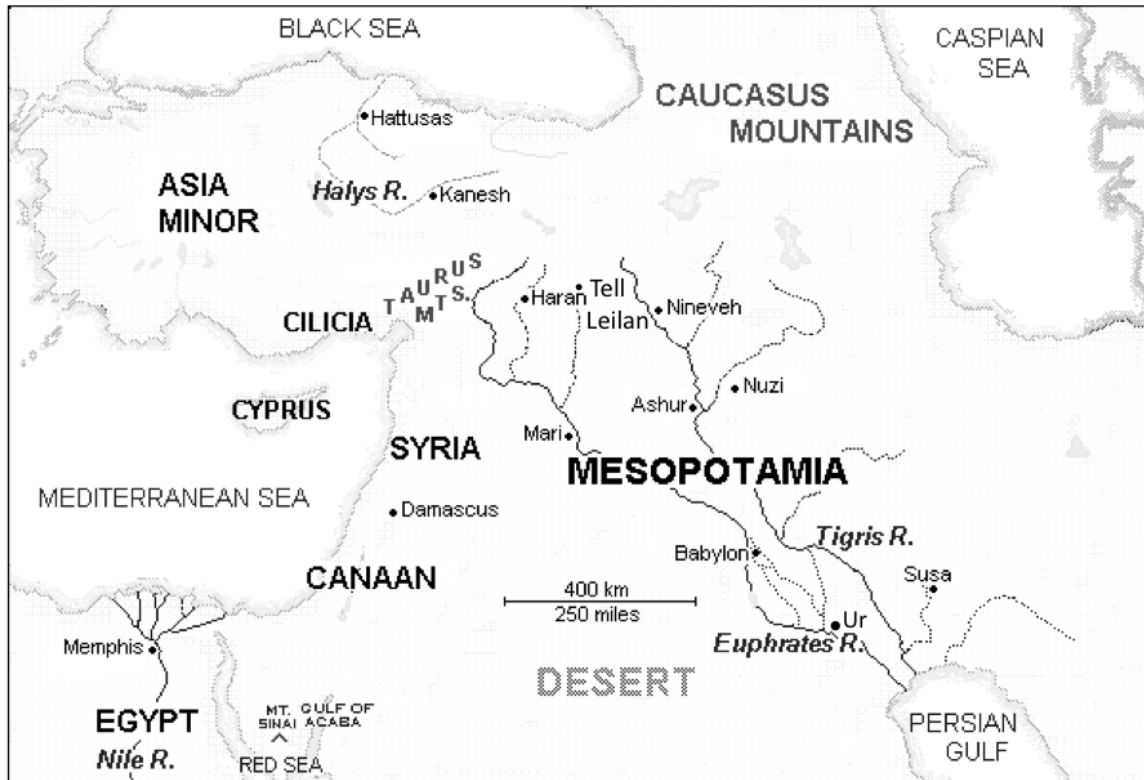 BLACK SEA
CASPIAN
SEA
CAUCASUS
MOUNTAINS
Hattusas
ASIA
MINOR
Halys R.
Kanesh
TAURUS
MTS.
Haran
Tell
Leilan
Nineveh
CILICIA
Nuzi
Ashur
CYPRUS
Mari
SYRIA
MESOPOTAMIA
MEDITERRANEAN SEA
Damascus
Tigris R.
Babylon
CANAAN
Susa
400 km
250 miles
Ur
Euphrates R.
Memphis
DESERT
EGYPT
MT.
SINAI
GULF OF
ACABA
PERSIAN
GULF
Nile R.
RED SEA